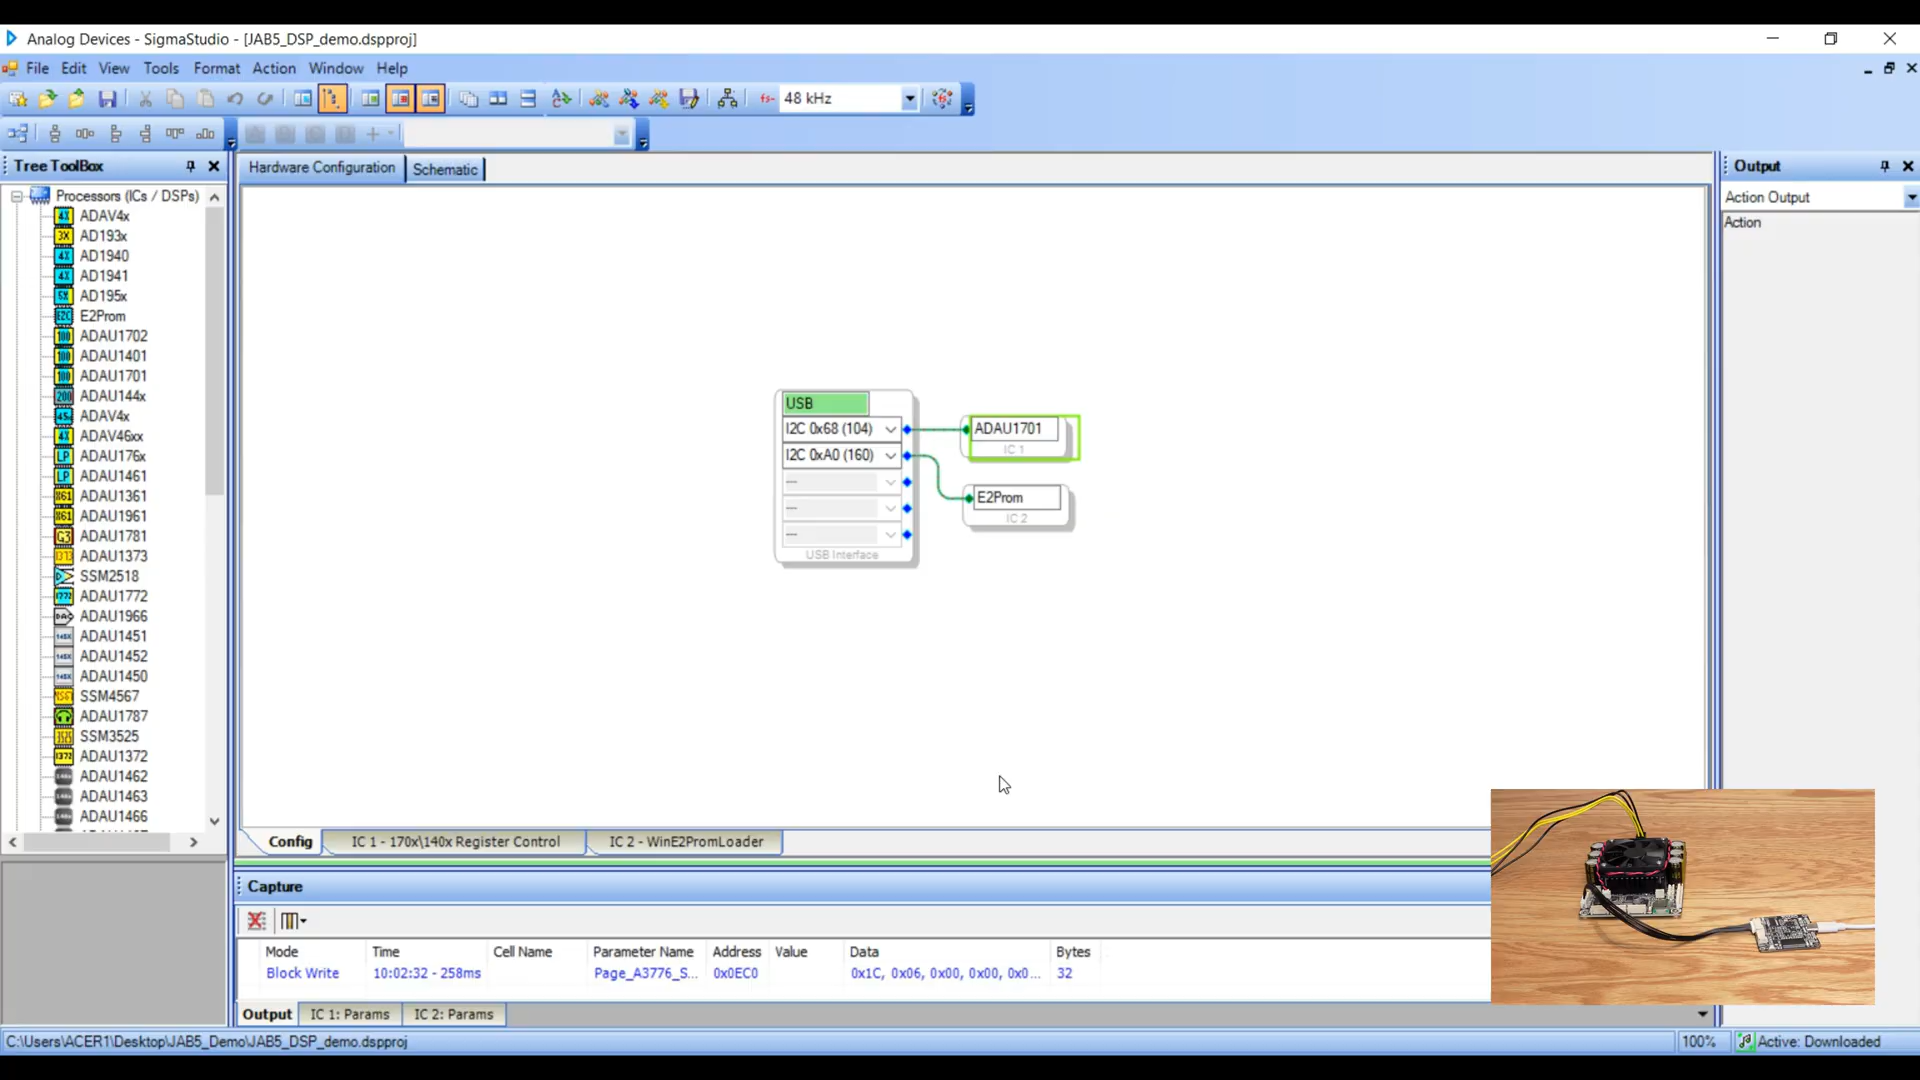 Analog Devices - SigmaStudio - [JAB5_DSP_demo.dspproj]
File Edit View Tools Format Action Window Help
fs- 48 kHz
Tree ToolBox
Hardware Configuration Schematic
Output
Processors (ICs / DSPs)
ADAV4x
AD193x
AD1940
AD1941
AD195x
E2Prom
ADAU1702
ADAU1401
ADAU1701
ADAU144x
ADAV4x
ADAV46xx
ADAU176x
ADAU1461
ADAU1361
ADAU1961
ADAU1781
ADAU1373
SSM2518
ADAU1772
ADAU1966
ADAU1451
ADAU1452
ADAU1450
SSM4567
ADAU1787
SSM3525
ADAU1372
ADAU1462
ADAU1463
ADAU1466
Action Output
Action
USB
I2C 0x68 (104)
I2C 0xA0 (160)
---
---
---
USB Interface
ADAU1701
IC 1
E2Prom
IC 2
Config IC 1 - 170x\140x Register Control IC 2 - WinE2PromLoader
Capture
Mode Time Cell Name Parameter Name Address Value Data Bytes
Block Write 10:02:32 - 258ms Page_A3776_S... 0x0EC0 0x1C, 0x06, 0x00, 0x00, 0x0... 32
Output IC 1: Params IC 2: Params
C:\Users\ACER1\Desktop\JAB5_Demo\JAB5_DSP_demo.dspproj 100% Active: Downloaded